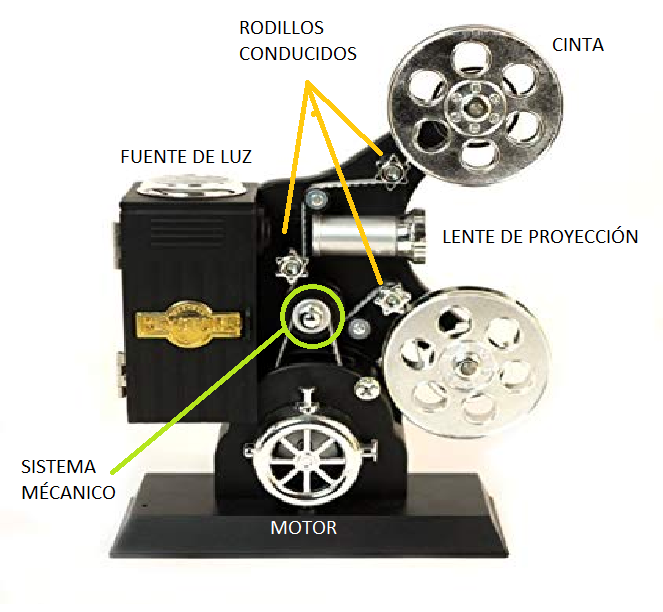 RODILLOS
CONDUCIDOS
CINTA
FUENTE DE LUZ
LENTE DE PROYECCIÓN
SISTEMA
MÉCANICO
MOTOR